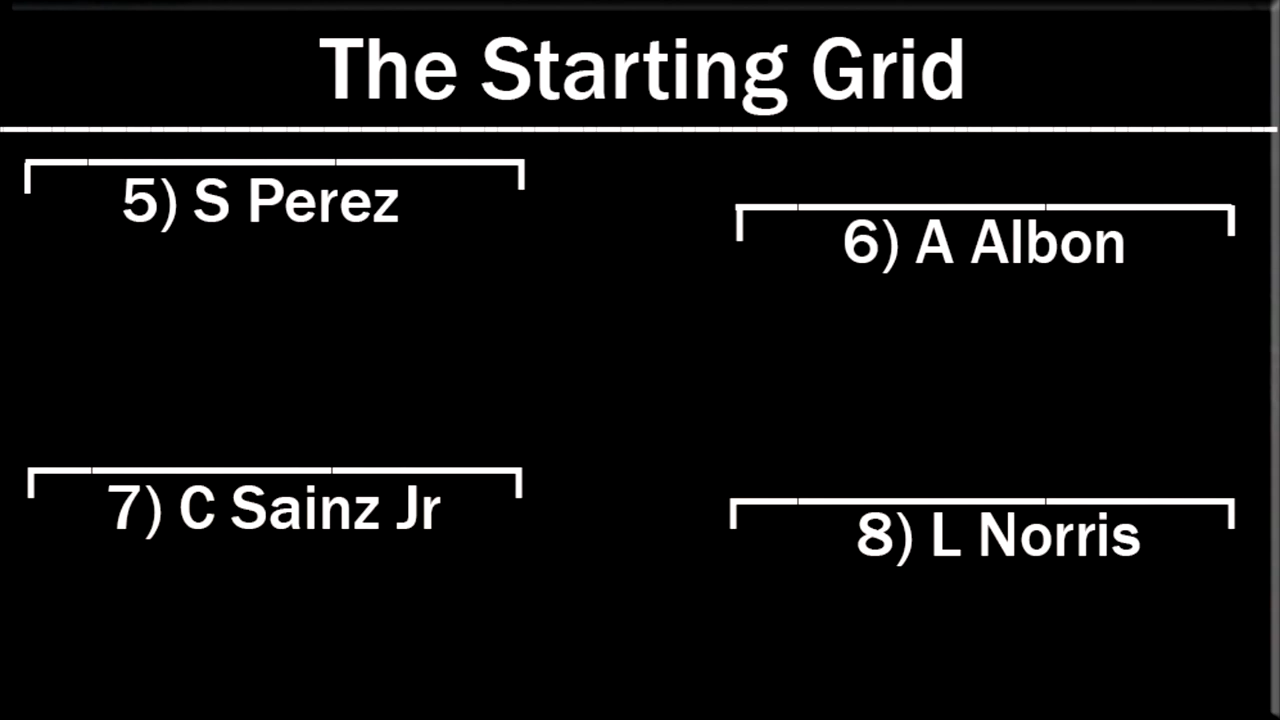 The Starting Grid
5) S Perez
6) A Albon
7) C Sainz Jr
8) L Norris